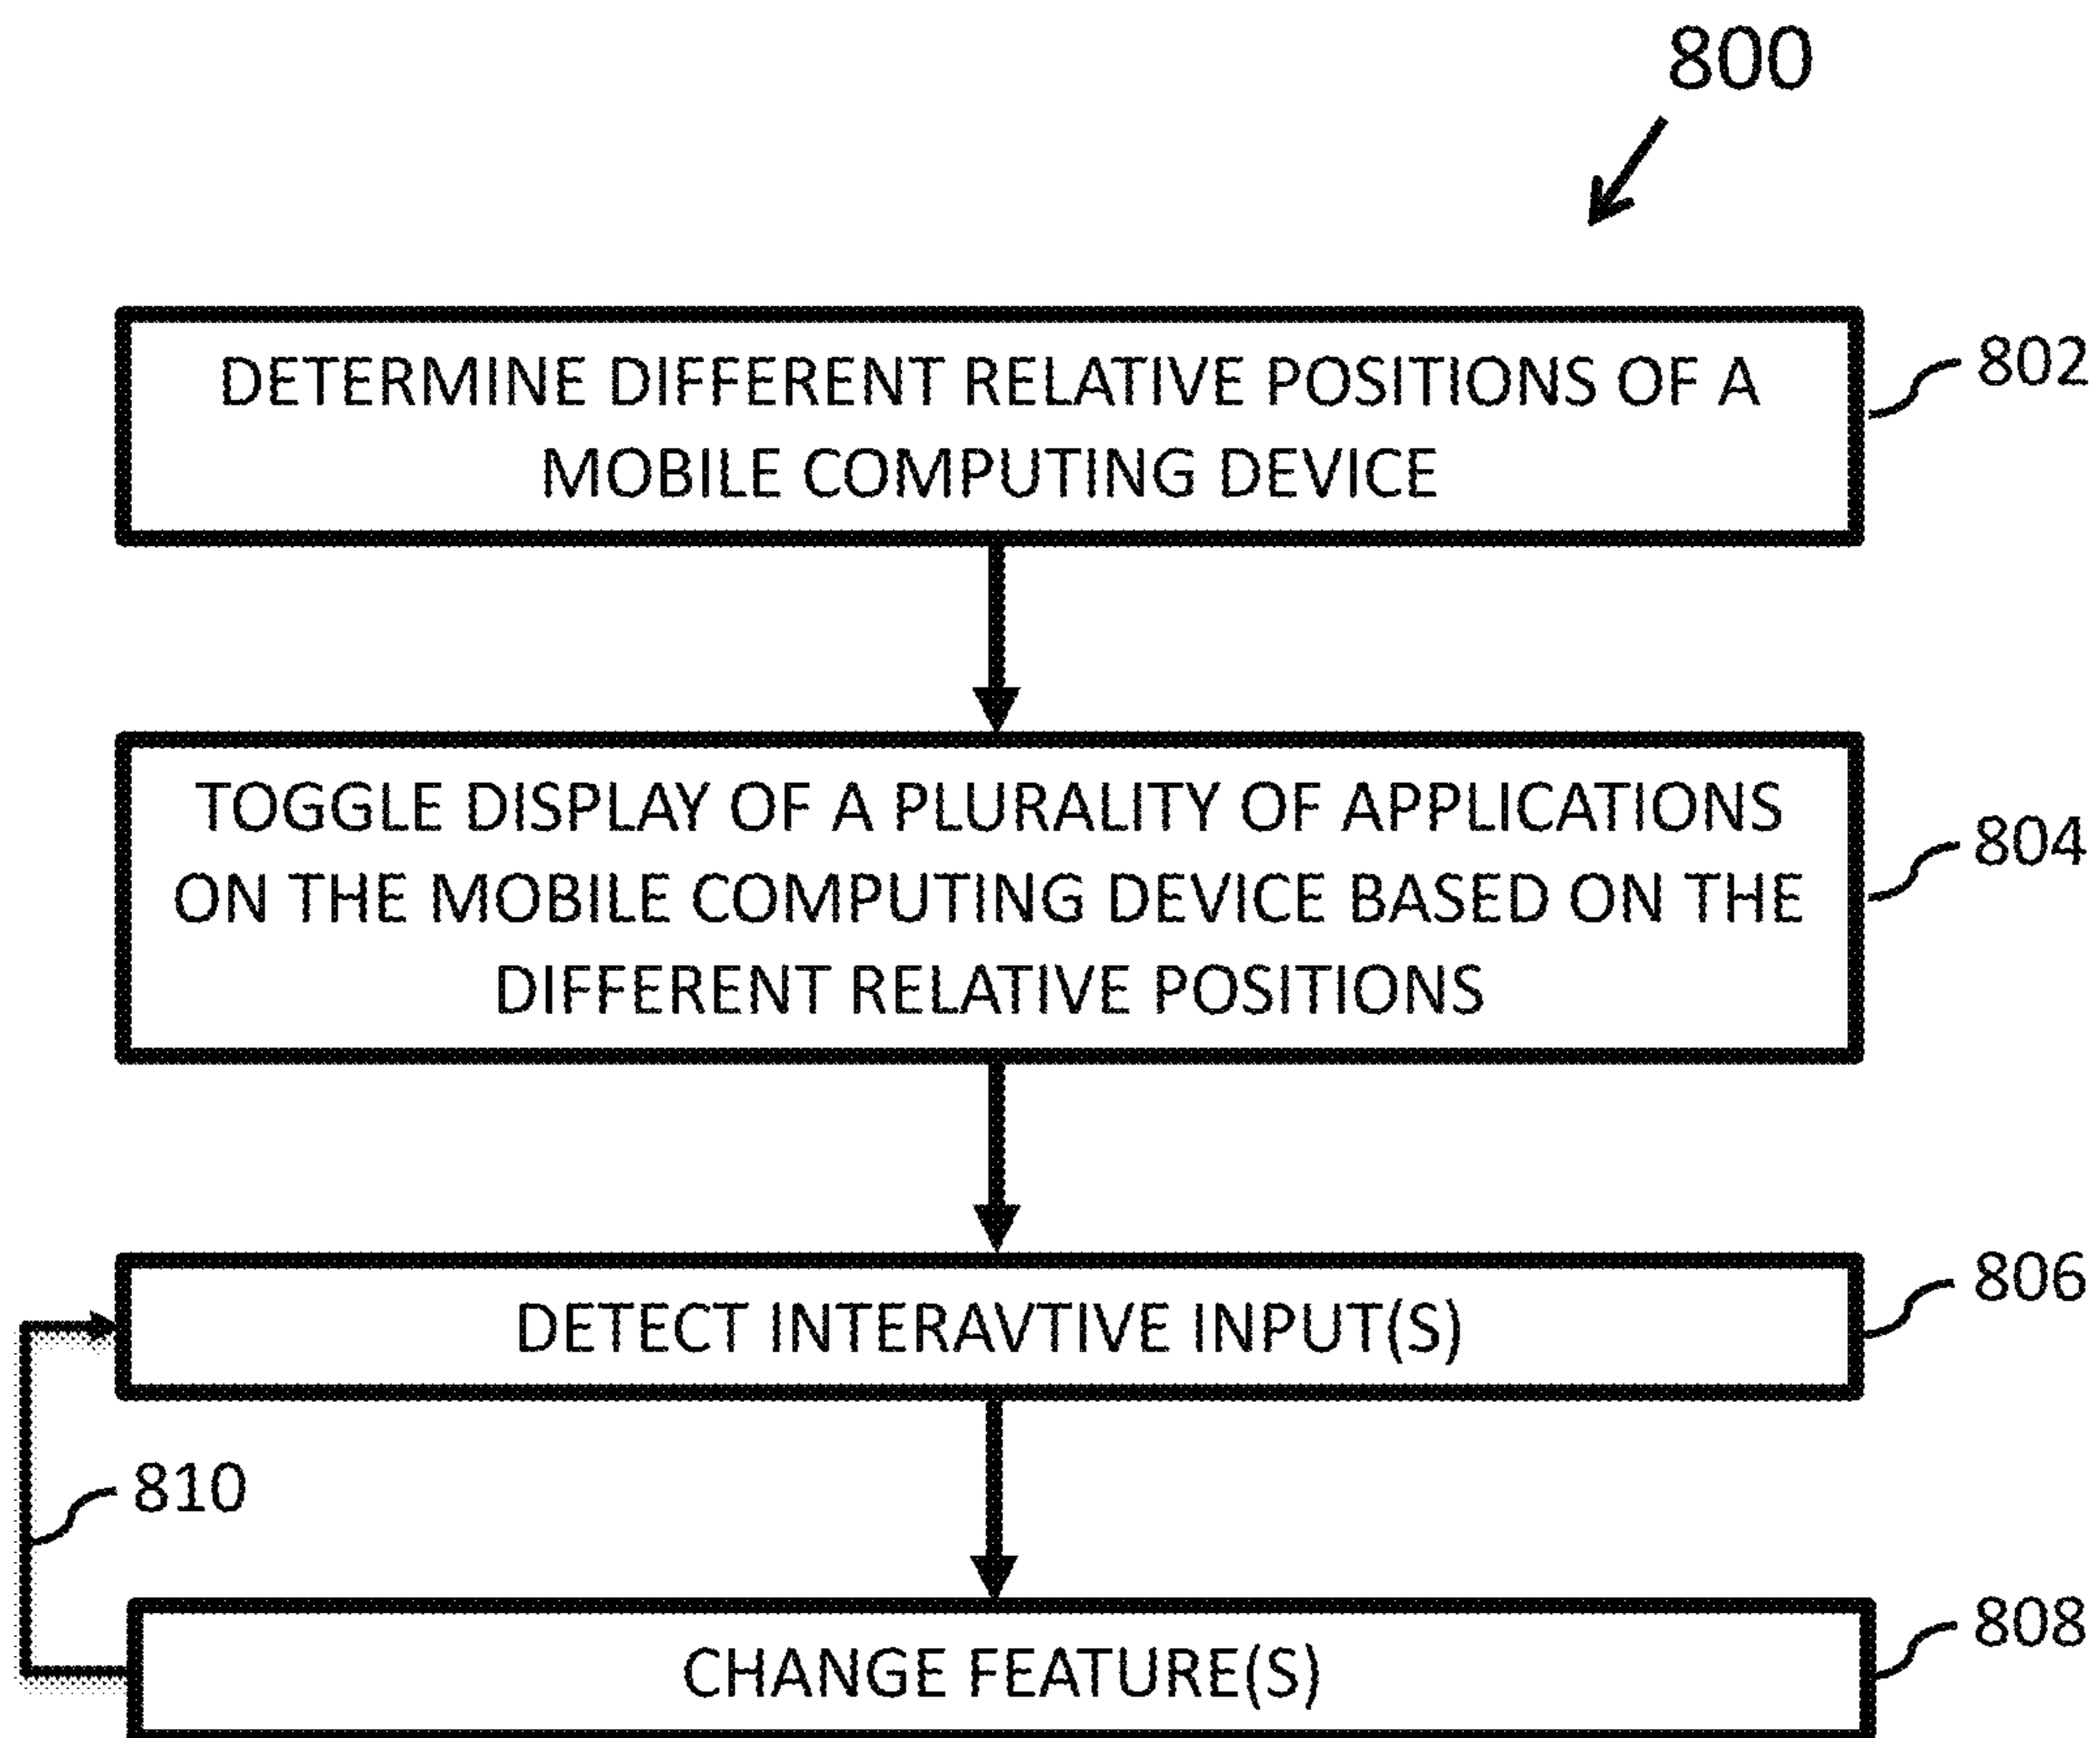 800
DETERMINE DIFFERENT RELATIVE POSITIONS OF A
MOBILE COMPUTING DEVICE
802
TOGGLE DISPLAY OF A PLURALITY OF APPLICATIONS
ON THE MOBILE COMPUTING DEVICE BASED ON THE
DIFFERENT RELATIVE POSITIONS
804
DETECT INTERAVTIVE INPUT(S)
806
810
CHANGE FEATURE(S)
808